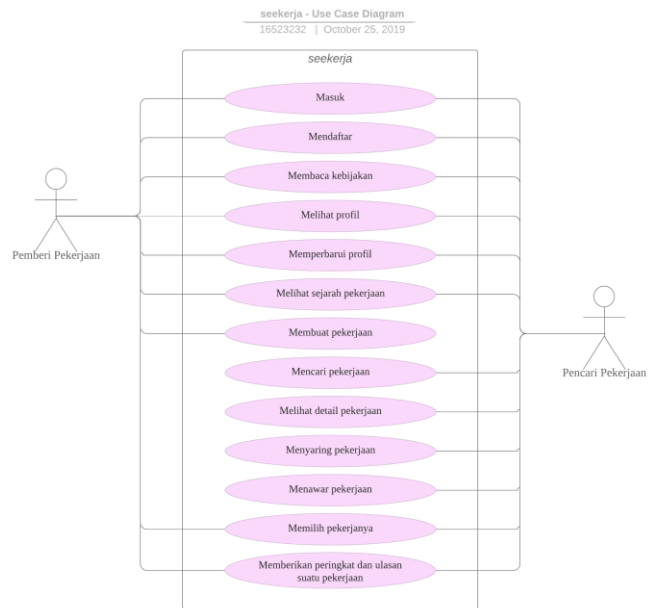 seekerja - Use Case Diagram
16523232 | October 25, 2019
seekerja
Masuk
Mendaftar
Membaca kebijakan
Melihat profil
Memperbarui profil
Melihat sejarah pekerjaan
Membuat pekerjaan
Mencari pekerjaan
Melihat detail pekerjaan
Menyaring pekerjaan
Menawar pekerjaan
Memilih pekerjanya
Memberikan peringkat dan ulasan
suatu pekerjaan
Pemberi Pekerjaan
Pencari Pekerjaan